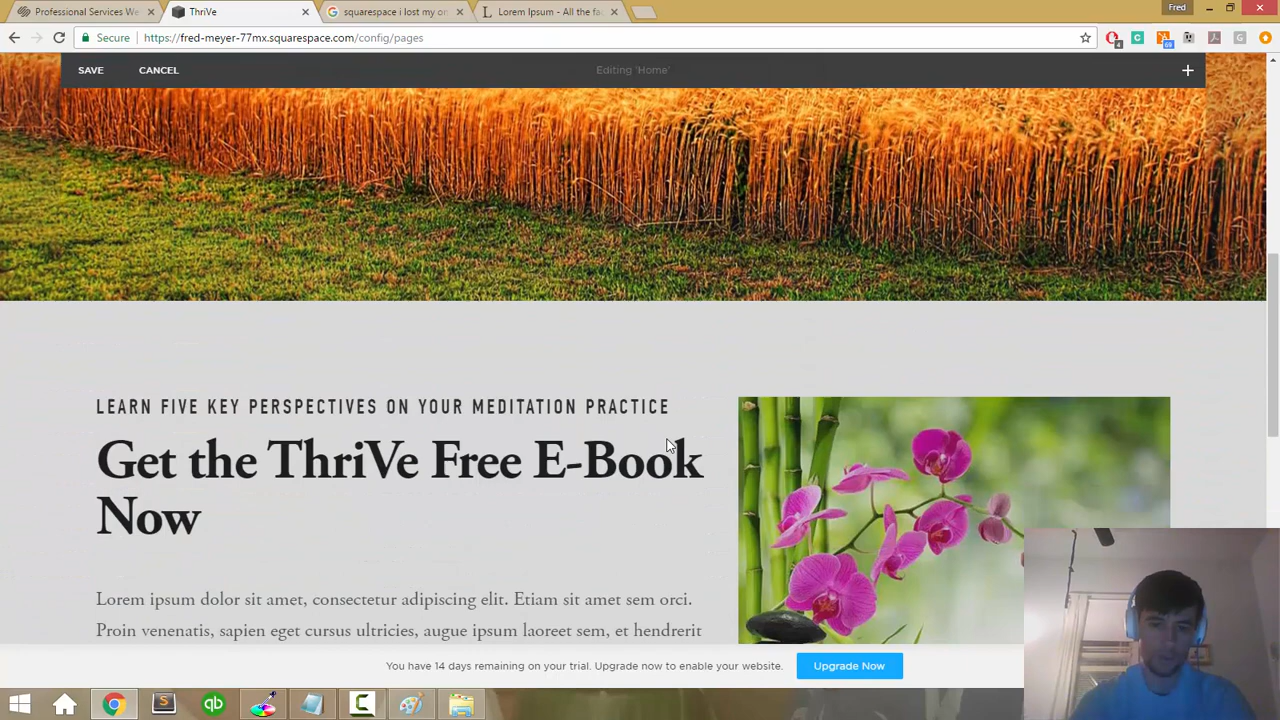 Professional Services We
ThriVe
squarespace i lost my or
Lorem Ipsum - All the fa
Fred
Secure
https://fred-meyer-77mx.squarespace.com/config/pages
4
69
SAVE
CANCEL
Editing 'Home'
LEARN FIVE KEY PERSPECTIVES ON YOUR MEDITATION PRACTICE
Get the ThriVe Free E-Book
Now
Lorem ipsum dolor sit amet, consectetur adipiscing elit. Etiam sit amet sem orci.
Proin venenatis, sapien eget cursus ultricies, augue ipsum laoreet sem, et hendrerit
You have 14 days remaining on your trial. Upgrade now to enable your website.
Upgrade Now